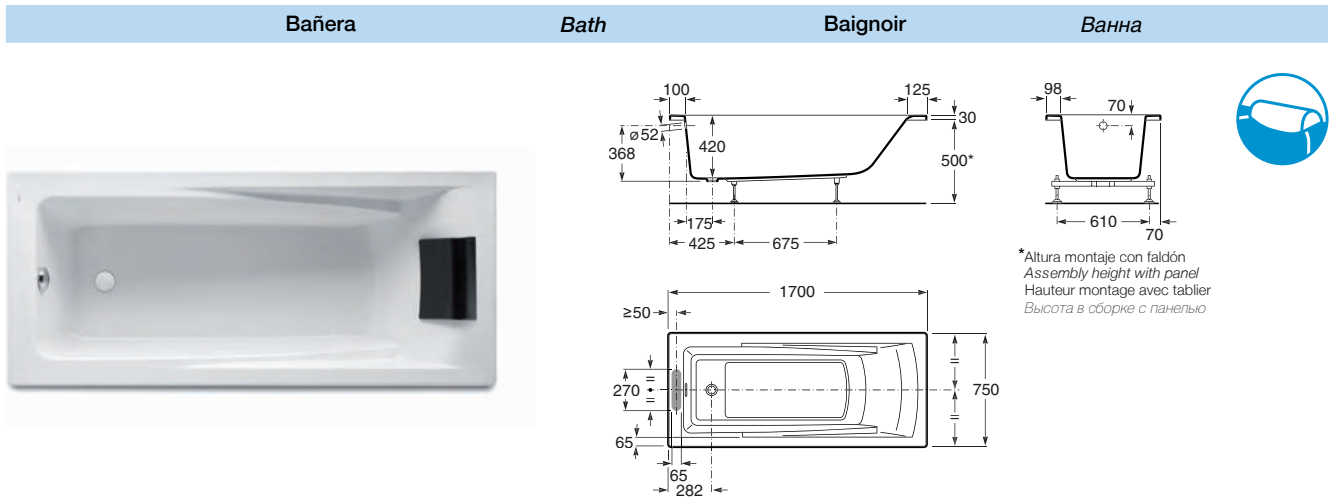 Bañera Bath Baignoir Ванна
100 125 98 70
30
ø52
368 420 500*
175
425 675
610
70
*Altura montaje con faldón
Assembly height with panel
Hauteur montage avec tablier
Высота в сборке с панелью
1700
≥50
=
270 = 750
=
=
65
65
282